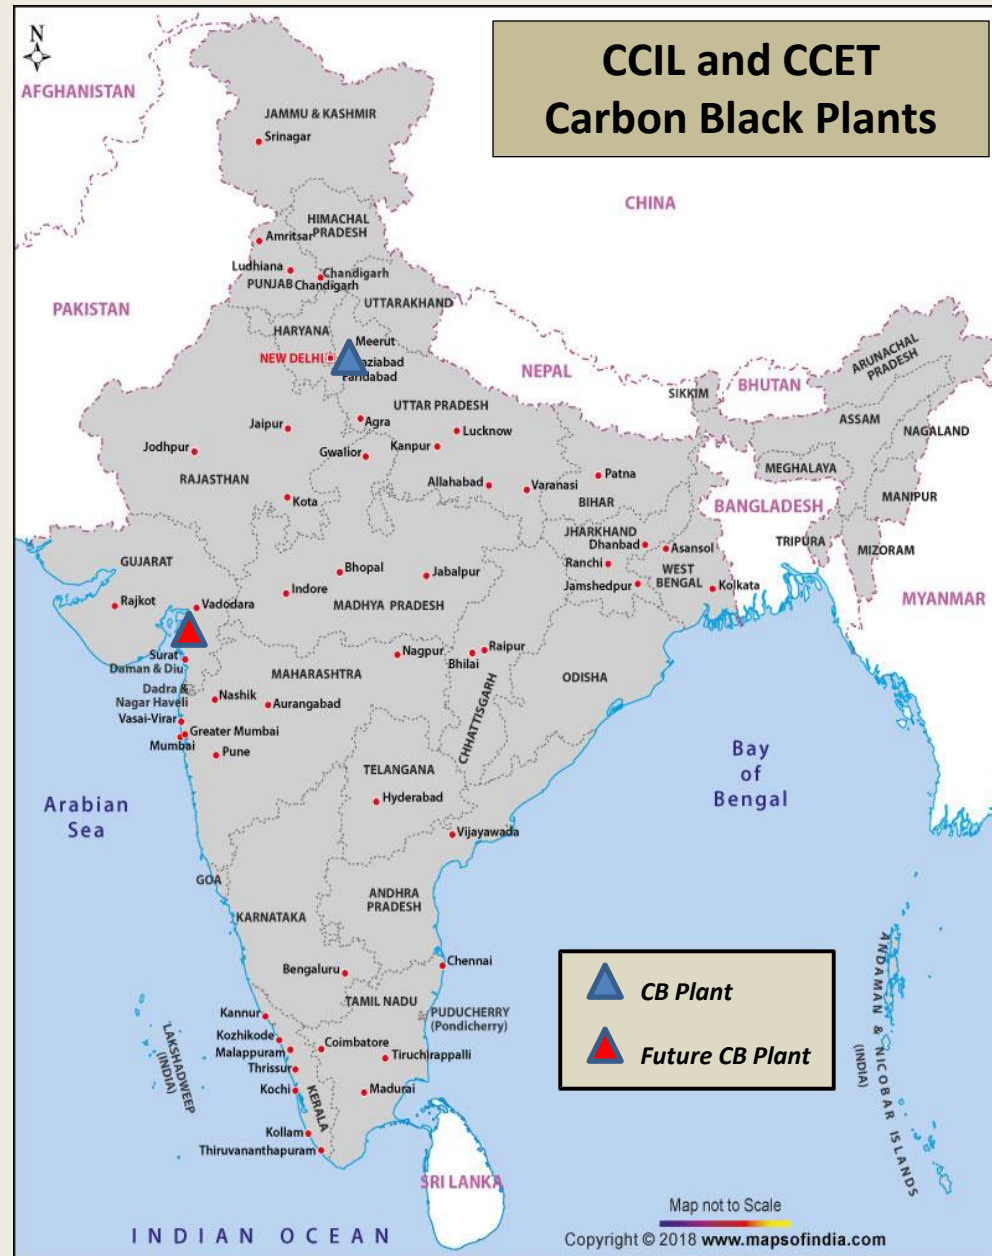 CCIL and CCET
Carbon Black Plants
N
AFGHANISTAN
JAMMU & KASHMIR
Srinagar
CHINA
HIMACHAL
PRADESH
Amritsar
Ludhiana
Chandigarh
PUNJAB
Chandigarh
UTTARAKHAND
PAKISTAN
HARYANA
Meerut
NEW DELHI
aziabad
Faridabad
NEPAL
SIKKIM
BHUTAN
ARUNACHAL
PRADESH
UTTAR PRADESH
ASSAM
NAGALAND
Jaipur
Agra
Lucknow
Jodhpur
Gwalior
Kanpur
RAJASTHAN
Allahabad
Varanasi
Patna
MEGHALAYA
MANIPUR
Kota
BIHAR
BANGLADESH
JHARKHAND
Dhanbad
Asansol
TRIPURA
MIZORAM
GUJARAT
Bhopal
Jabalpur
Ranchi
WEST
BENGAL
Indore
MADHYA PRADESH
Jamshedpur
Kolkata
MYANMAR
Rajkot
Vadodara
Surat
Daman & Diu
Nagpur
Raipur
Bhilai
MAHARASHTRA
ODISHA
Dadra &
Nagar Haveli
Nashik
Aurangabad
CHHATTISGARH
Vasai-Virar
Greater Mumbai
Mumbai
Pune
TELANGANA
Hyderabad
Bay
of
Bengal
Arabian
Sea
Vijayawada
GOA
ANDHRA
PRADESH
KARNATAKA
Chennai
Bengaluru
TAMIL NADU
PUDUCHERRY
(Pondicherry)
Kannur
Kozhikode
Coimbatore
Malappuram
Tiruchirappalli
Thrissur
Kochi
KERALA
Madurai
LAKSHADWEEP
(INDIA)
Kollam
Thiruvananthapuram
SRI LANKA
CB Plant
Future CB Plant
ANDAMAN & NICOBAR ISLANDS
(INDIA)
INDIAN OCEAN
Map not to Scale
Copyright © 2018 www.mapsofindia.com